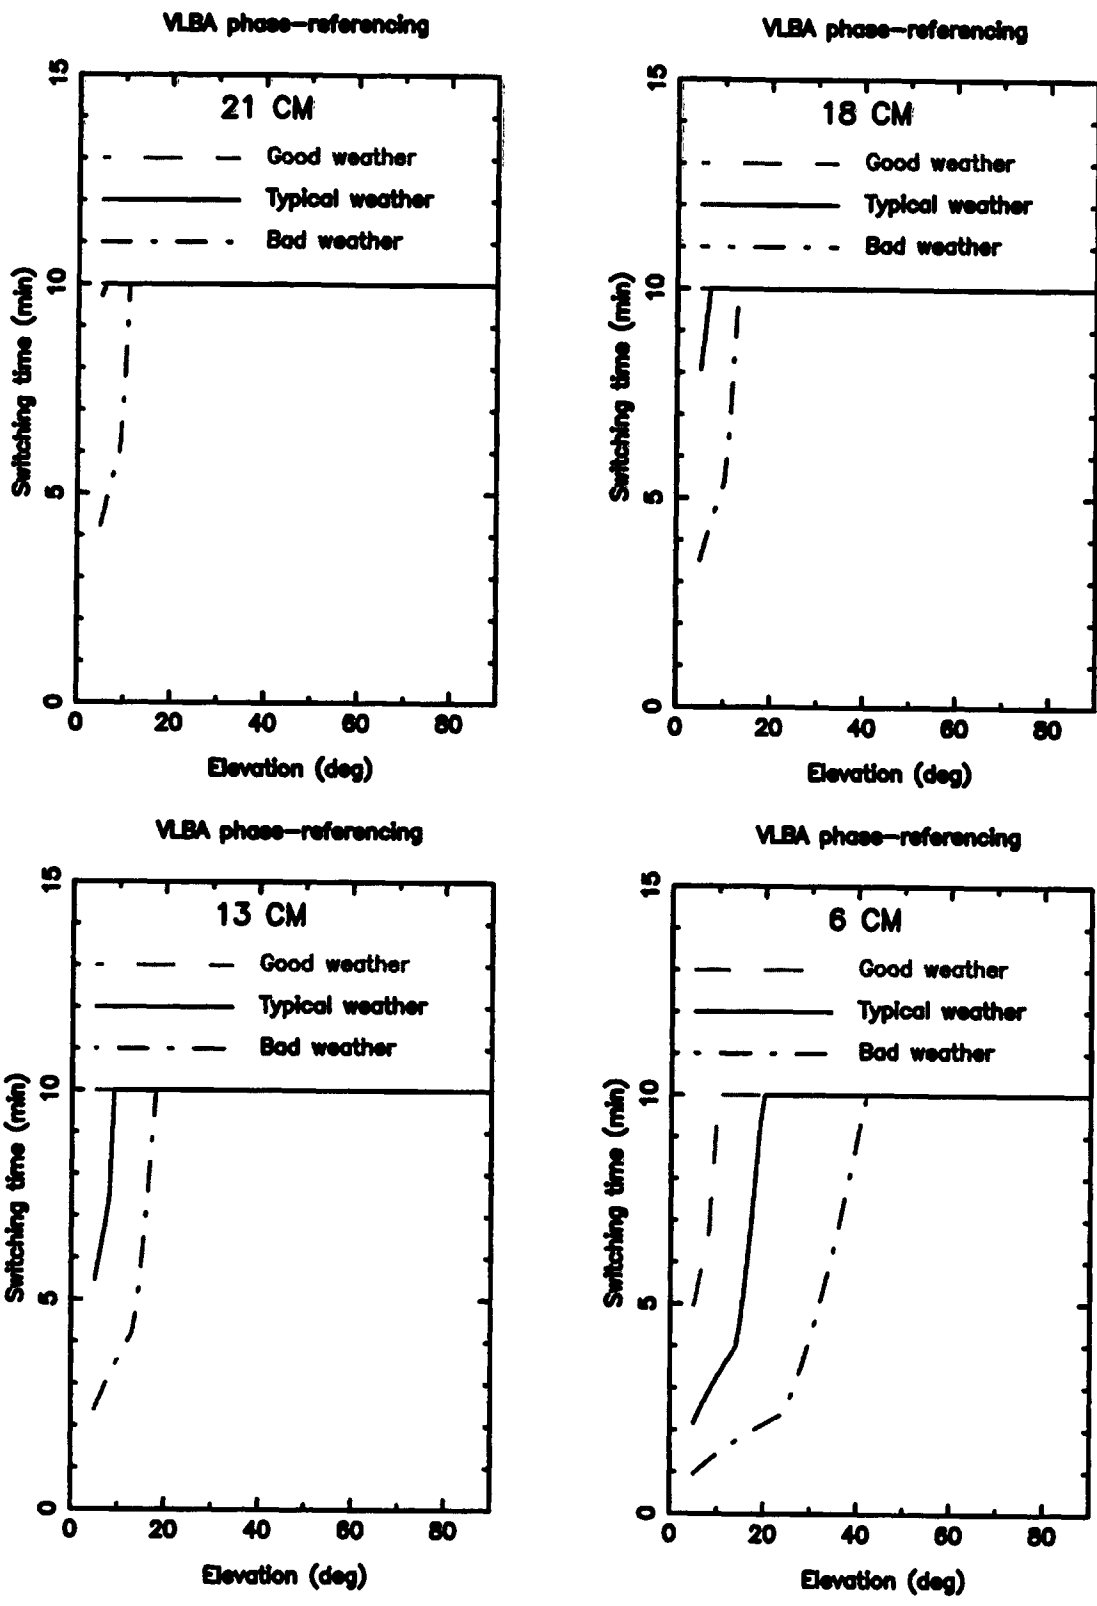 VLBA phase-referencing
15
21 CM
Good weather
Typical weather
Bad weather
10
5
0
Switching time (min)
0 20 40 60 80
Elevation (deg)
VLBA phase-referencing
15
18 CM
Good weather
Typical weather
Bad weather
10
5
0
Switching time (min)
0 20 40 60 80
Elevation (deg)
VLBA phase-referencing
15
13 CM
Good weather
Typical weather
Bad weather
10
5
0
Switching time (min)
0 20 40 60 80
Elevation (deg)
VLBA phase-referencing
15
6 CM
Good weather
Typical weather
Bad weather
10
5
0
Switching time (min)
0 20 40 60 80
Elevation (deg)